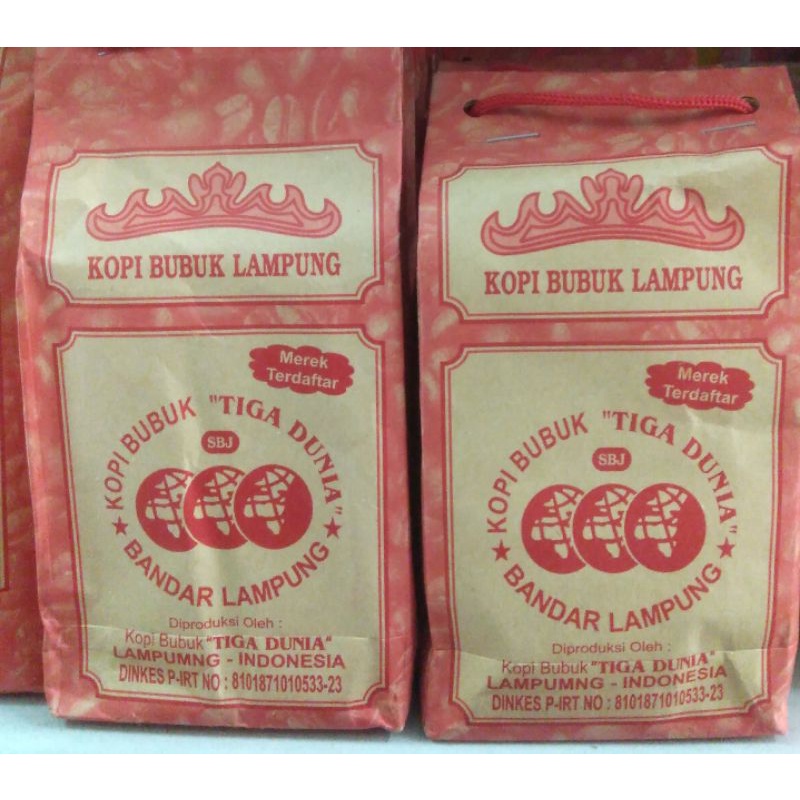 KOPI BUBUK LAMPUNG
Merek
Terdaftar
KOPI BUBUK "TIGA DUNIA"
SBJ
BANDAR LAMPUNG
Diproduksi Oleh :
Kopi Bubuk "TIGA DUNIA"
LAMPUMNG - INDONESIA
DINKES P-IRT NO : 8101871010533-23
KOPI BUBUK LAMPUNG
Merek
Terdaftar
KOPI BUBUK "TIGA DUNIA"
SBJ
BANDAR LAMPUNG
Diproduksi Oleh :
Kopi Bubuk "TIGA DUNIA"
LAMPUMNG - INDONESIA
DINKES P-IRT NO : 8101871010533-23